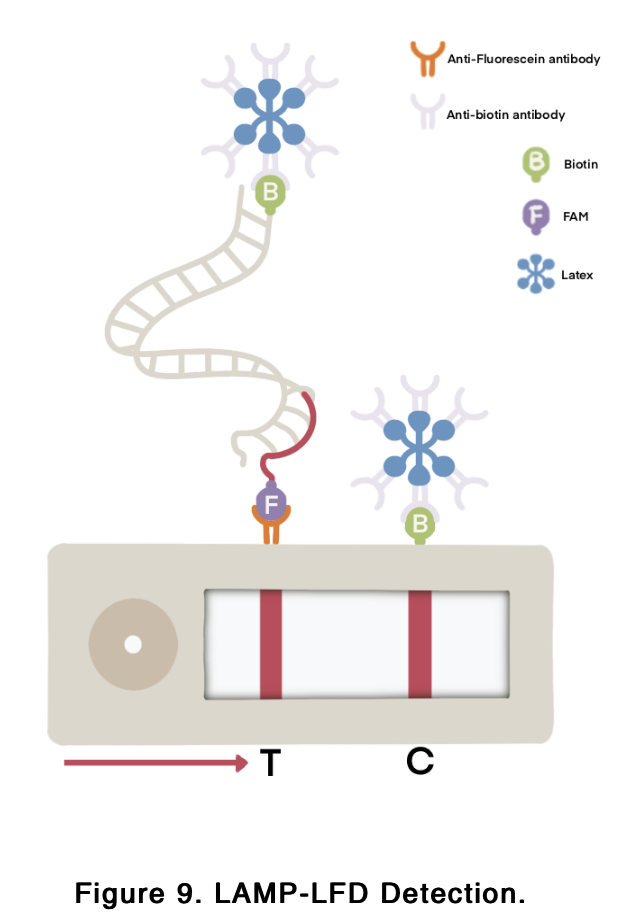 Anti-Fluorescein antibody
Anti-biotin antibody
B Biotin
F FAM
Latex
B
F
B
T C
Figure 9. LAMP-LFD Detection.